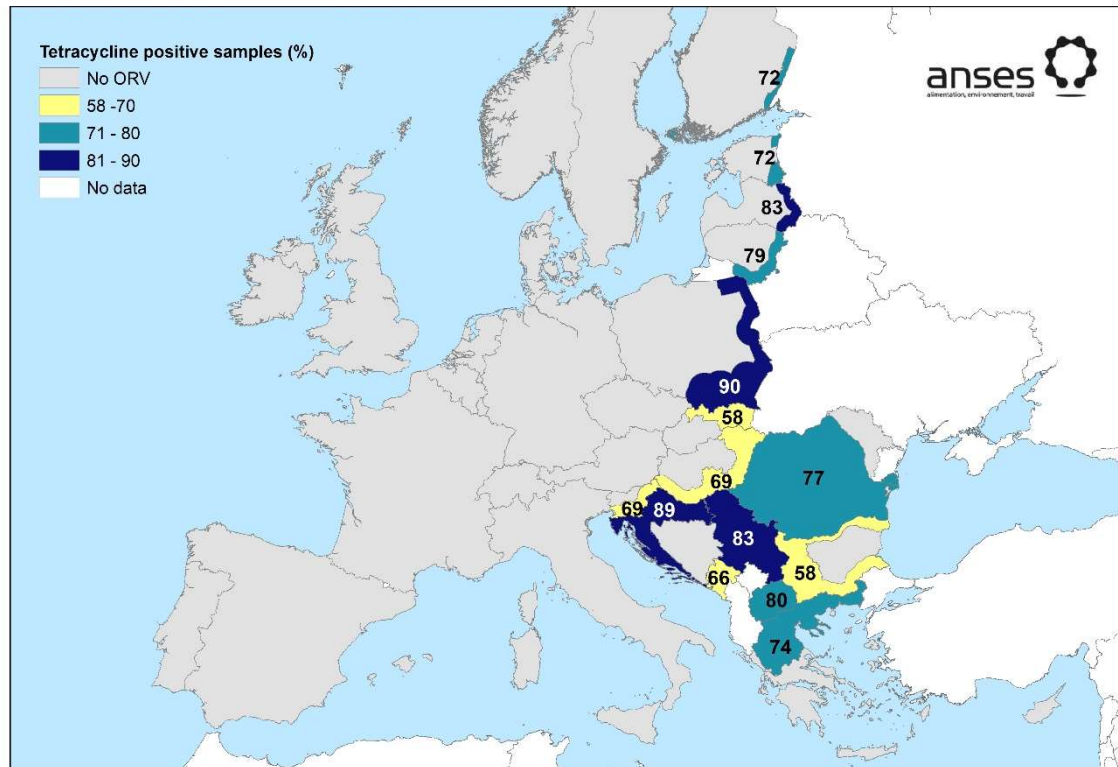 Tetracycline positive samples (%)
No ORV
58 -70
71 - 80
81 - 90
No data
anses
alimentation, environnement, travail
72
72
83
79
90
58
77
69
69
89
83
66
58
80
74